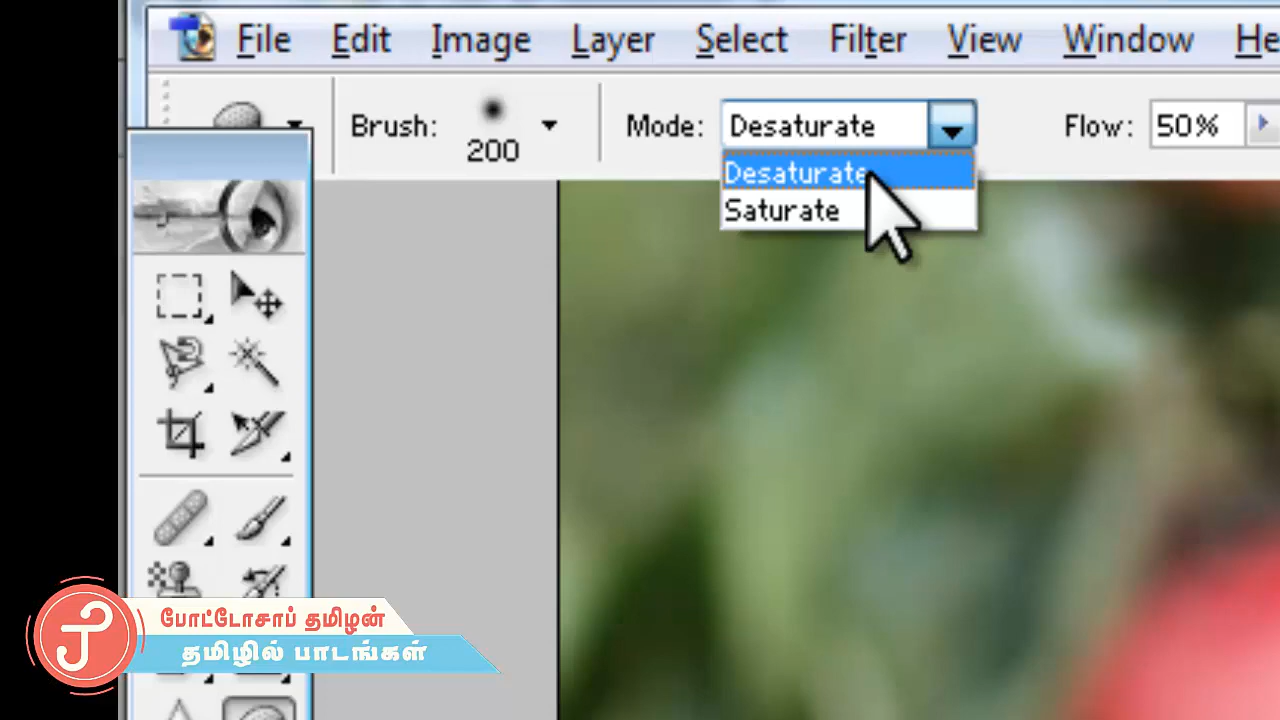 File Edit Image Layer Select Filter View Window He
Brush: 200 Mode: Desaturate Flow: 50%
Desaturate
Saturate
போட்டோசாப் தமிழன்
தமிழில் பாடங்கள்